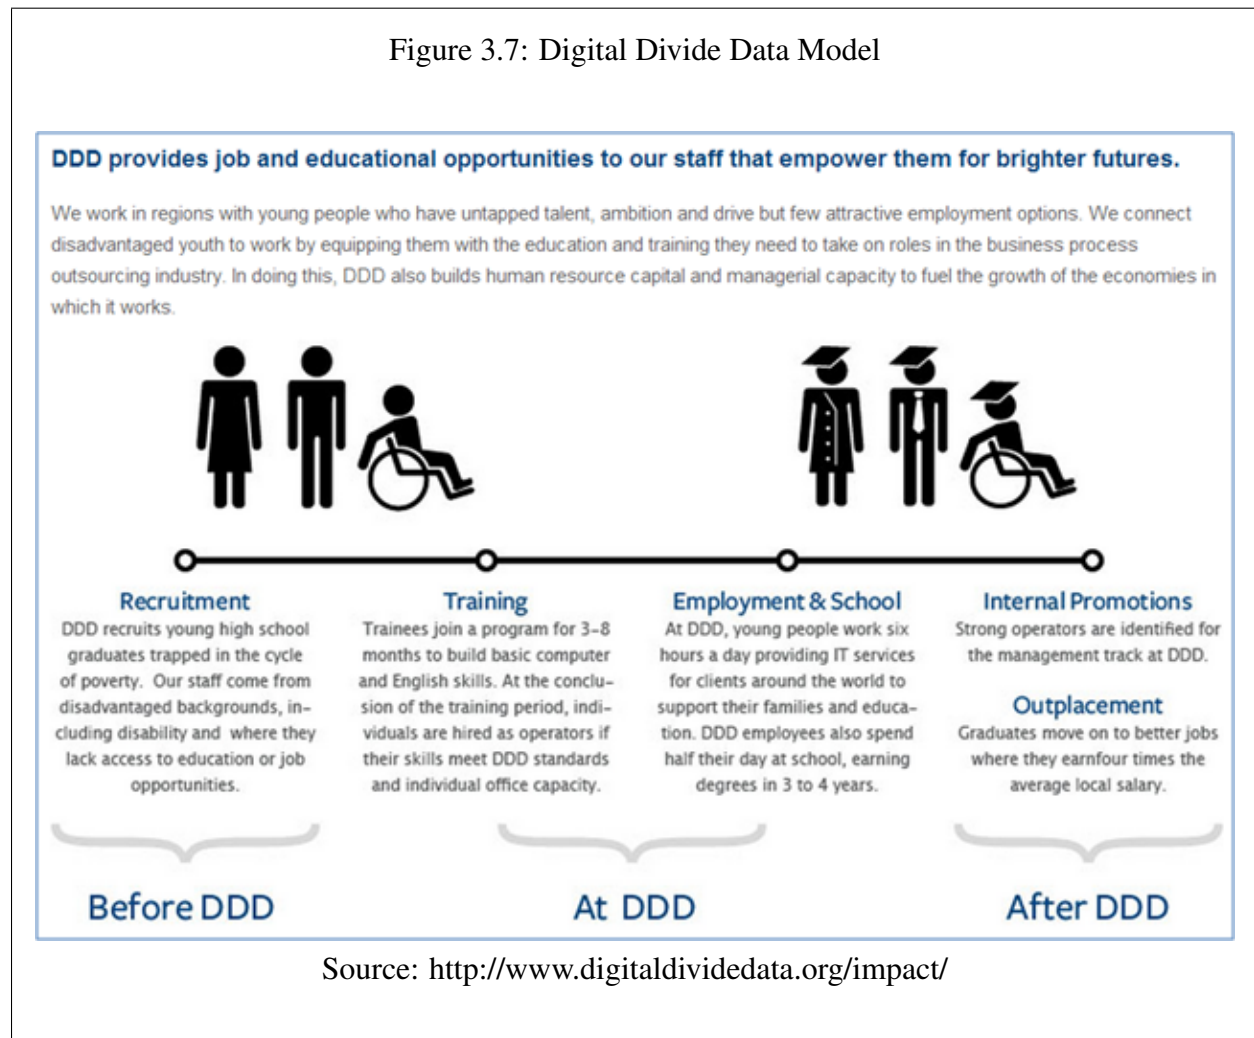 Figure 3.7: Digital Divide Data Model
DDD provides job and educational opportunities to our staff that empower them for brighter futures.
We work in regions with young people who have untapped talent, ambition and drive but few attractive employment options. We connect
disadvantaged youth to work by equipping them with the education and training they need to take on roles in the business process
outsourcing industry. In doing this, DDD also builds human resource capital and managerial capacity to fuel the growth of the economies in
which it works.
Recruitment
DDD recruits young high school
graduates trapped in the cycle
of poverty. Our staff come from
disadvantaged backgrounds, in-
cluding disability and where they
lack access to education or job
opportunities.
Training
Trainees join a program for 3-8
months to build basic computer
and English skills. At the conclu-
sion of the training period, indi-
viduals are hired as operators if
their skills meet DDD standards
and individual office capacity.
Employment & School
At DDD, young people work six
hours a day providing IT services
for clients around the world to
support their families and educa-
tion. DDD employees also spend
half their day at school, earning
degrees in 3 to 4 years.
Internal Promotions
Strong operators are identified for
the management track at DDD.
Outplacement
Graduates move on to better jobs
where they earnfour times the
average local salary.
Before DDD
At DDD
After DDD
Source: http://www.digitaldividedata.org/impact/